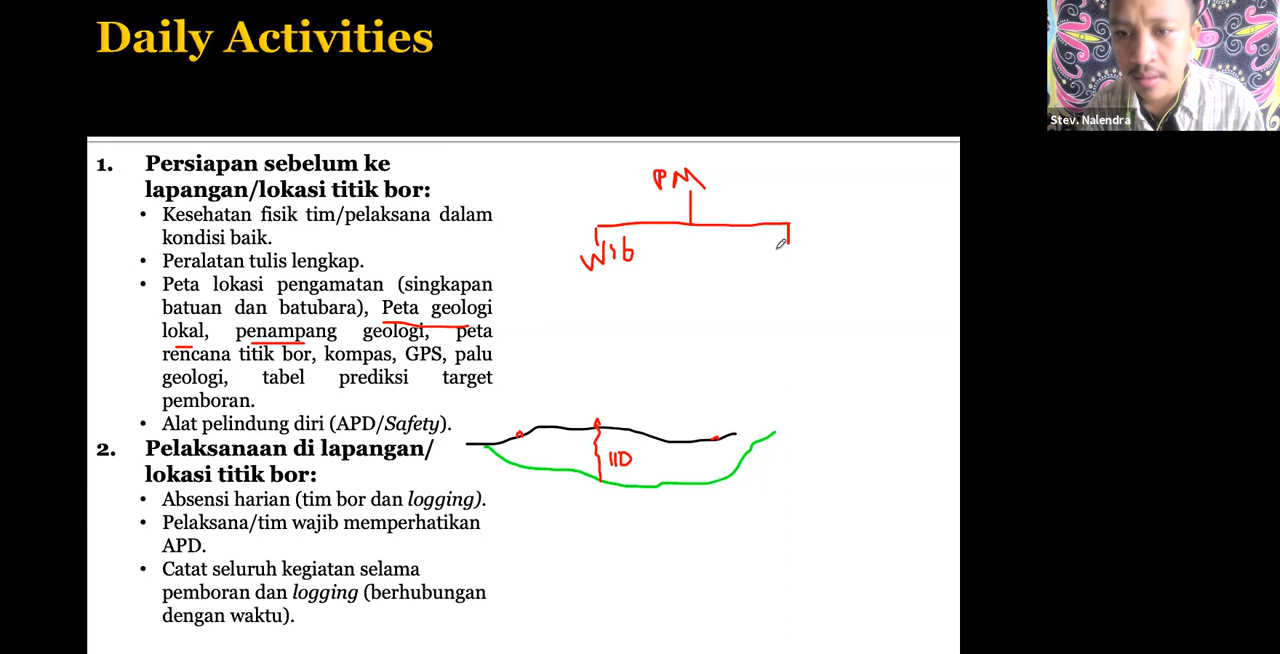 Daily Activities
Stev. Nalendra
1. Persiapan sebelum ke
lapangan/lokasi titik bor:
• Kesehatan fisik tim/pelaksana dalam
kondisi baik.
• Peralatan tulis lengkap.
• Peta lokasi pengamatan (singkapan
batuan dan batubara), Peta geologi
lokal, penampang geologi, peta
rencana titik bor, kompas, GPS, palu
geologi, tabel prediksi target
pemboran.
• Alat pelindung diri (APD/Safety).
2. Pelaksanaan di lapangan/
lokasi titik bor:
• Absensi harian (tim bor dan logging).
• Pelaksana/tim wajib memperhatikan
APD.
• Catat seluruh kegiatan selama
pemboran dan logging (berhubungan
dengan waktu).
PM